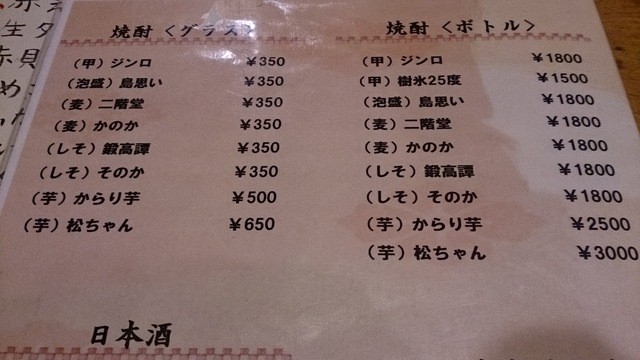 焼酎〈グラス〉
(甲)ジンロ ¥350
(泡盛)島思い ¥350
(麦)二階堂 ¥350
(麦)かのか ¥350
(しそ)鍛高譚 ¥350
(しそ)そのか ¥350
(芋)からり芋 ¥500
(芋)松ちゃん ¥650
日本酒
焼酎〈ボトル〉
(甲)ジンロ ¥1800
(甲)樹氷25度 ¥1500
(泡盛)島思い ¥1800
(麦)二階堂 ¥1800
(麦)かのか ¥1800
(しそ)鍛高譚 ¥1800
(しそ)そのか ¥1800
(芋)からり芋 ¥2500
(芋)松ちゃん ¥3000